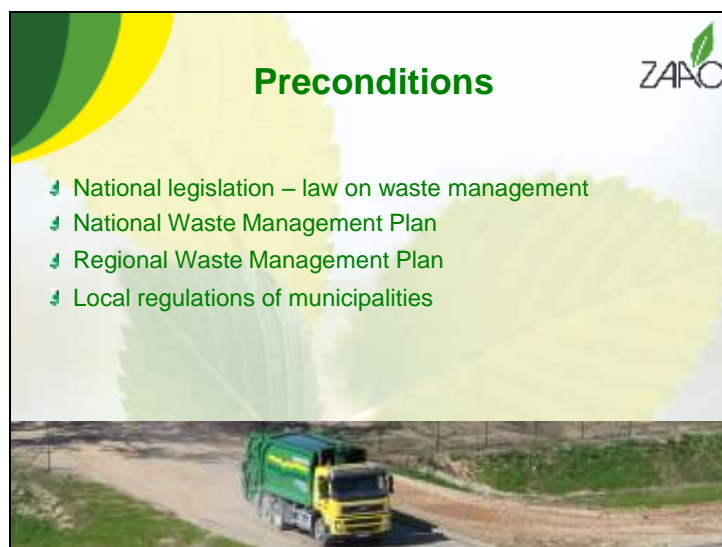 Preconditions
ZAAO
National legislation – law on waste management
National Waste Management Plan
Regional Waste Management Plan
Local regulations of municipalities